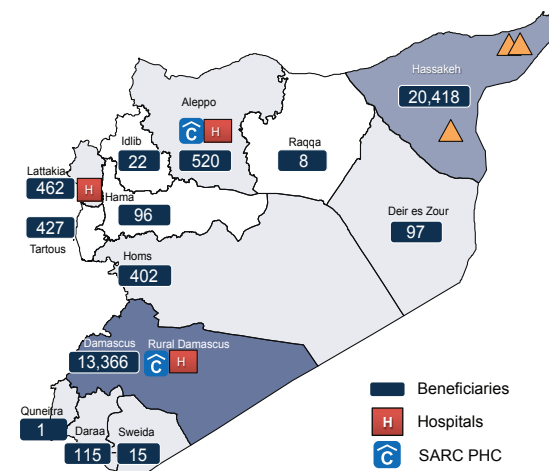 Hassakeh
20,418
Aleppo
H
520
Idlib
22
Raqqa
8
Lattakia
462
H
Hama
96
427
Tartous
Deir es Zour
97
Homs
402
Damascus
Rural Damascus
13,366
H
Quneitra
1
Daraa
115
Sweida
15
Beneficiaries
H
Hospitals
SARC PHC